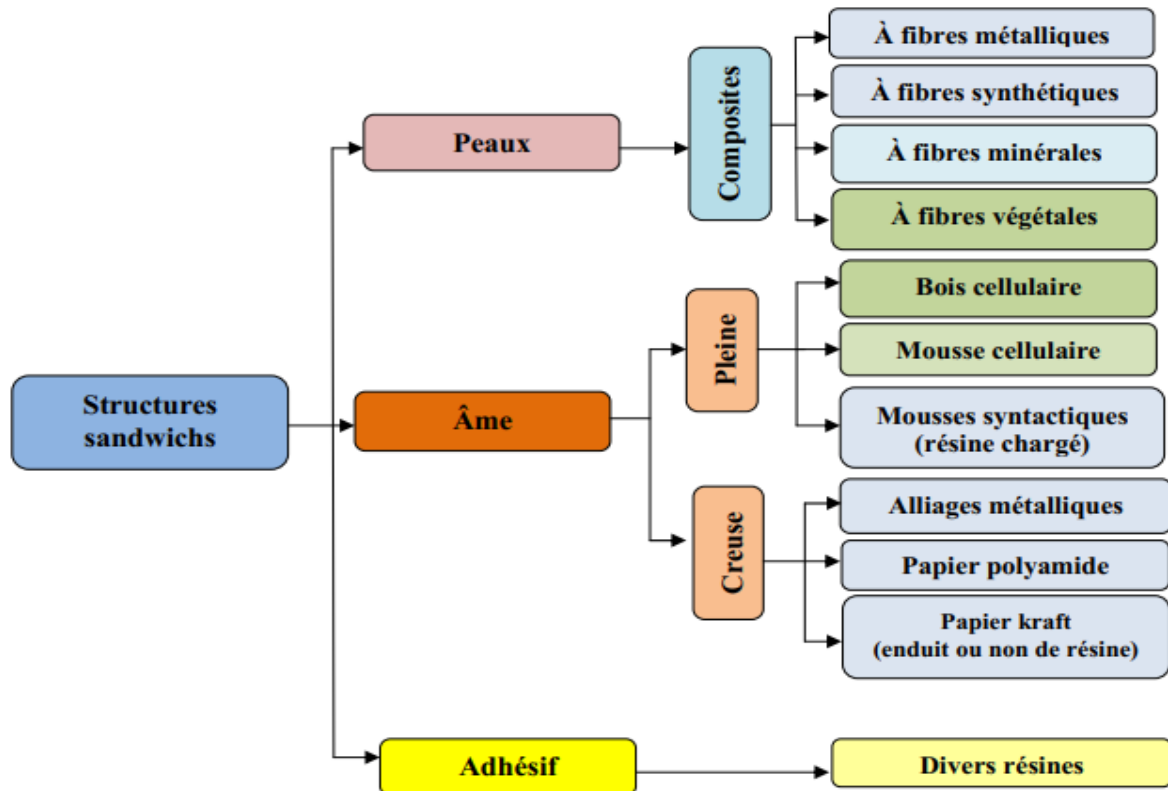 À fibres métalliques
À fibres synthétiques
Peaux
Composites
À fibres minérales
À fibres végétales
Bois cellulaire
Pleine
Mousse cellulaire
Structures
sandwichs
Âme
Mousses syntactiques
(résine chargé)
Alliages métalliques
Creuse
Papier polyamide
Papier kraft
(enduit ou non de résine)
Adhésif
Divers résines